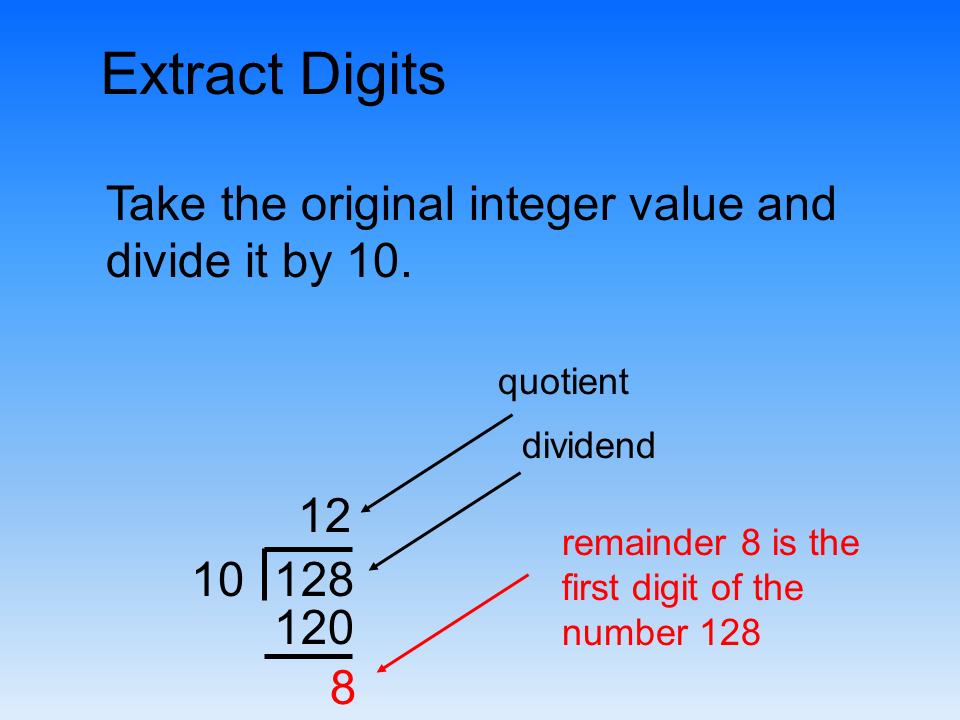 Extract Digits
Take the original integer value and
divide it by 10.
quotient
dividend
12
10 128
120
8
remainder 8 is the
first digit of the
number 128